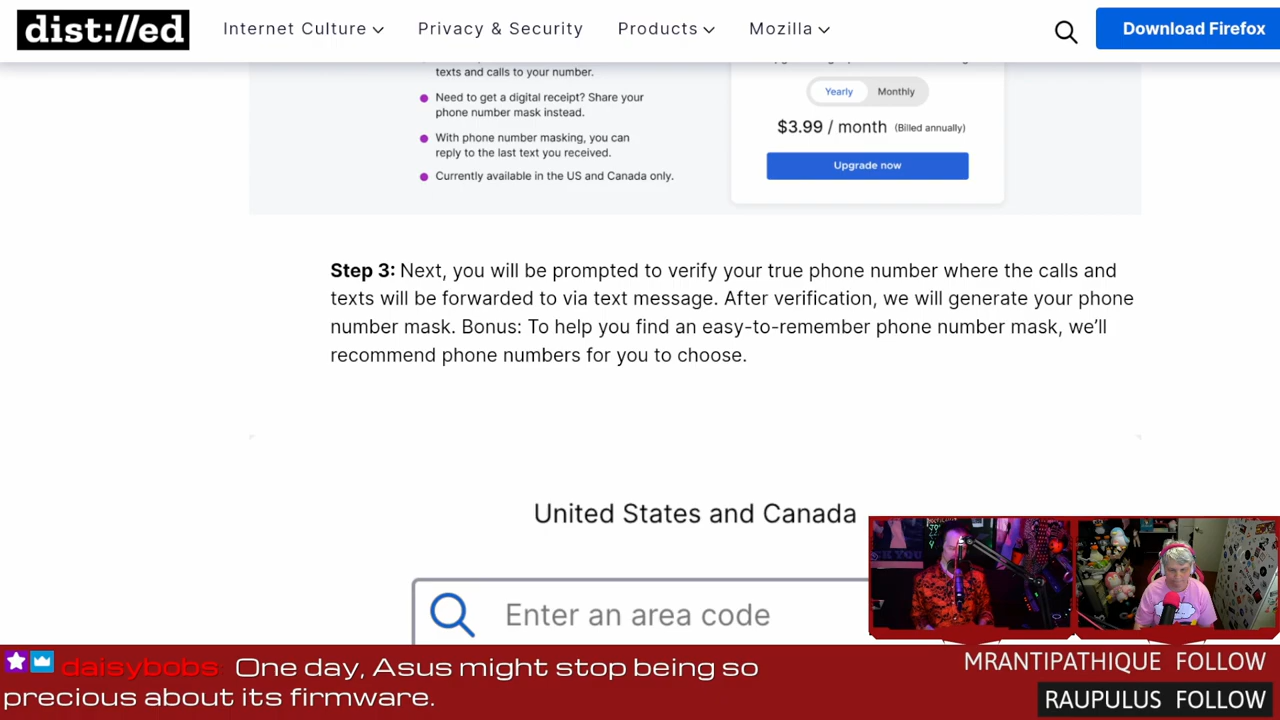 dist://ed
Internet Culture
Privacy & Security
Products
Mozilla
Download Firefox
texts and calls to your number.
Need to get a digital receipt? Share your
phone number mask instead.
With phone number masking, you can
reply to the last text you received.
Currently available in the US and Canada only.
Yearly
Monthly
$3.99 / month (Billed annually)
Upgrade now
Step 3: Next, you will be prompted to verify your true phone number where the calls and
texts will be forwarded to via text message. After verification, we will generate your phone
number mask. Bonus: To help you find an easy-to-remember phone number mask, we'll
recommend phone numbers for you to choose.
United States and Canada
Enter an area code
daisybobs: One day, Asus might stop being so
precious about its firmware.
MRANTIPATHIQUE FOLLOW
RAUPULUS FOLLOW